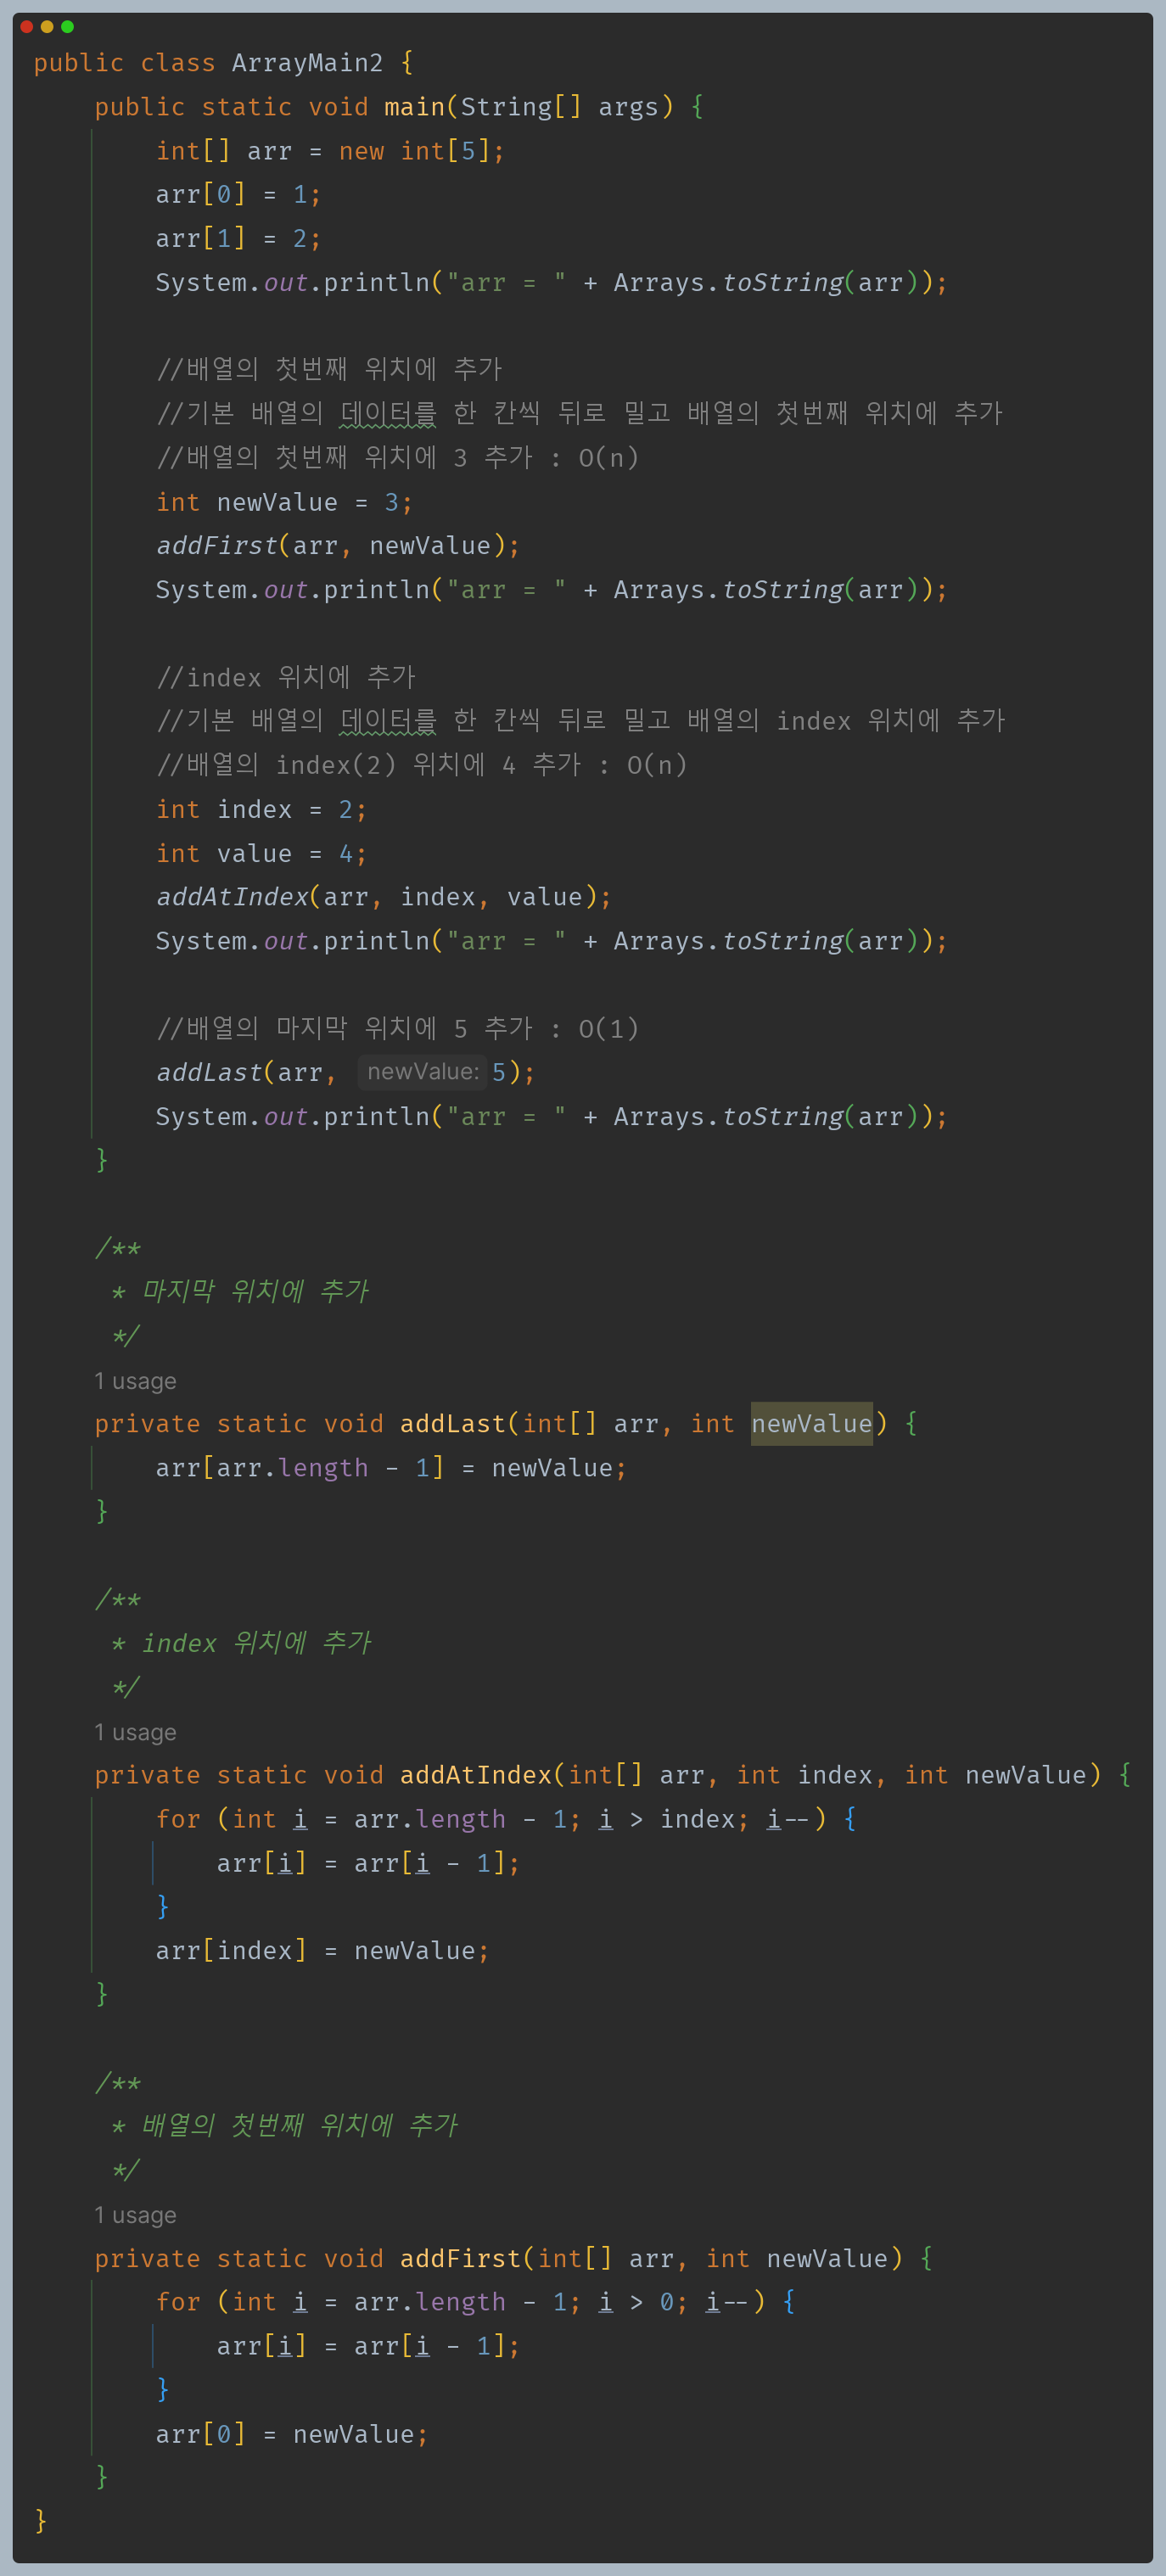 public class ArrayMain2 {
    public static void main(String[] args) {
        int[] arr = new int[5];
        arr[0] = 1;
        arr[1] = 2;
        System.out.println("arr = " + Arrays.toString(arr));

        //배열의 첫번째 위치에 추가
        //기본 배열의 데이터를 한 칸씩 뒤로 밀고 배열의 첫번째 위치에 추가
        //배열의 첫번째 위치에 3 추가 : O(n)
        int newValue = 3;
        addFirst(arr, newValue);
        System.out.println("arr = " + Arrays.toString(arr));

        //index 위치에 추가
        //기본 배열의 데이터를 한 칸씩 뒤로 밀고 배열의 index 위치에 추가
        //배열의 index(2) 위치에 4 추가 : O(n)
        int index = 2;
        int value = 4;
        addAtIndex(arr, index, value);
        System.out.println("arr = " + Arrays.toString(arr));

        //배열의 마지막 위치에 5 추가 : O(1)
        addLast(arr, newValue: 5);
        System.out.println("arr = " + Arrays.toString(arr));
    }

    /**
     * 마지막 위치에 추가
     */
    1 usage
    private static void addLast(int[] arr, int newValue) {
        arr[arr.length - 1] = newValue;
    }

    /**
     * index 위치에 추가
     */
    1 usage
    private static void addAtIndex(int[] arr, int index, int newValue) {
        for (int i = arr.length - 1; i > index; i--) {
            arr[i] = arr[i - 1];
        }
        arr[index] = newValue;
    }

    /**
     * 배열의 첫번째 위치에 추가
     */
    1 usage
    private static void addFirst(int[] arr, int newValue) {
        for (int i = arr.length - 1; i > 0; i--) {
            arr[i] = arr[i - 1];
        }
        arr[0] = newValue;
    }
}